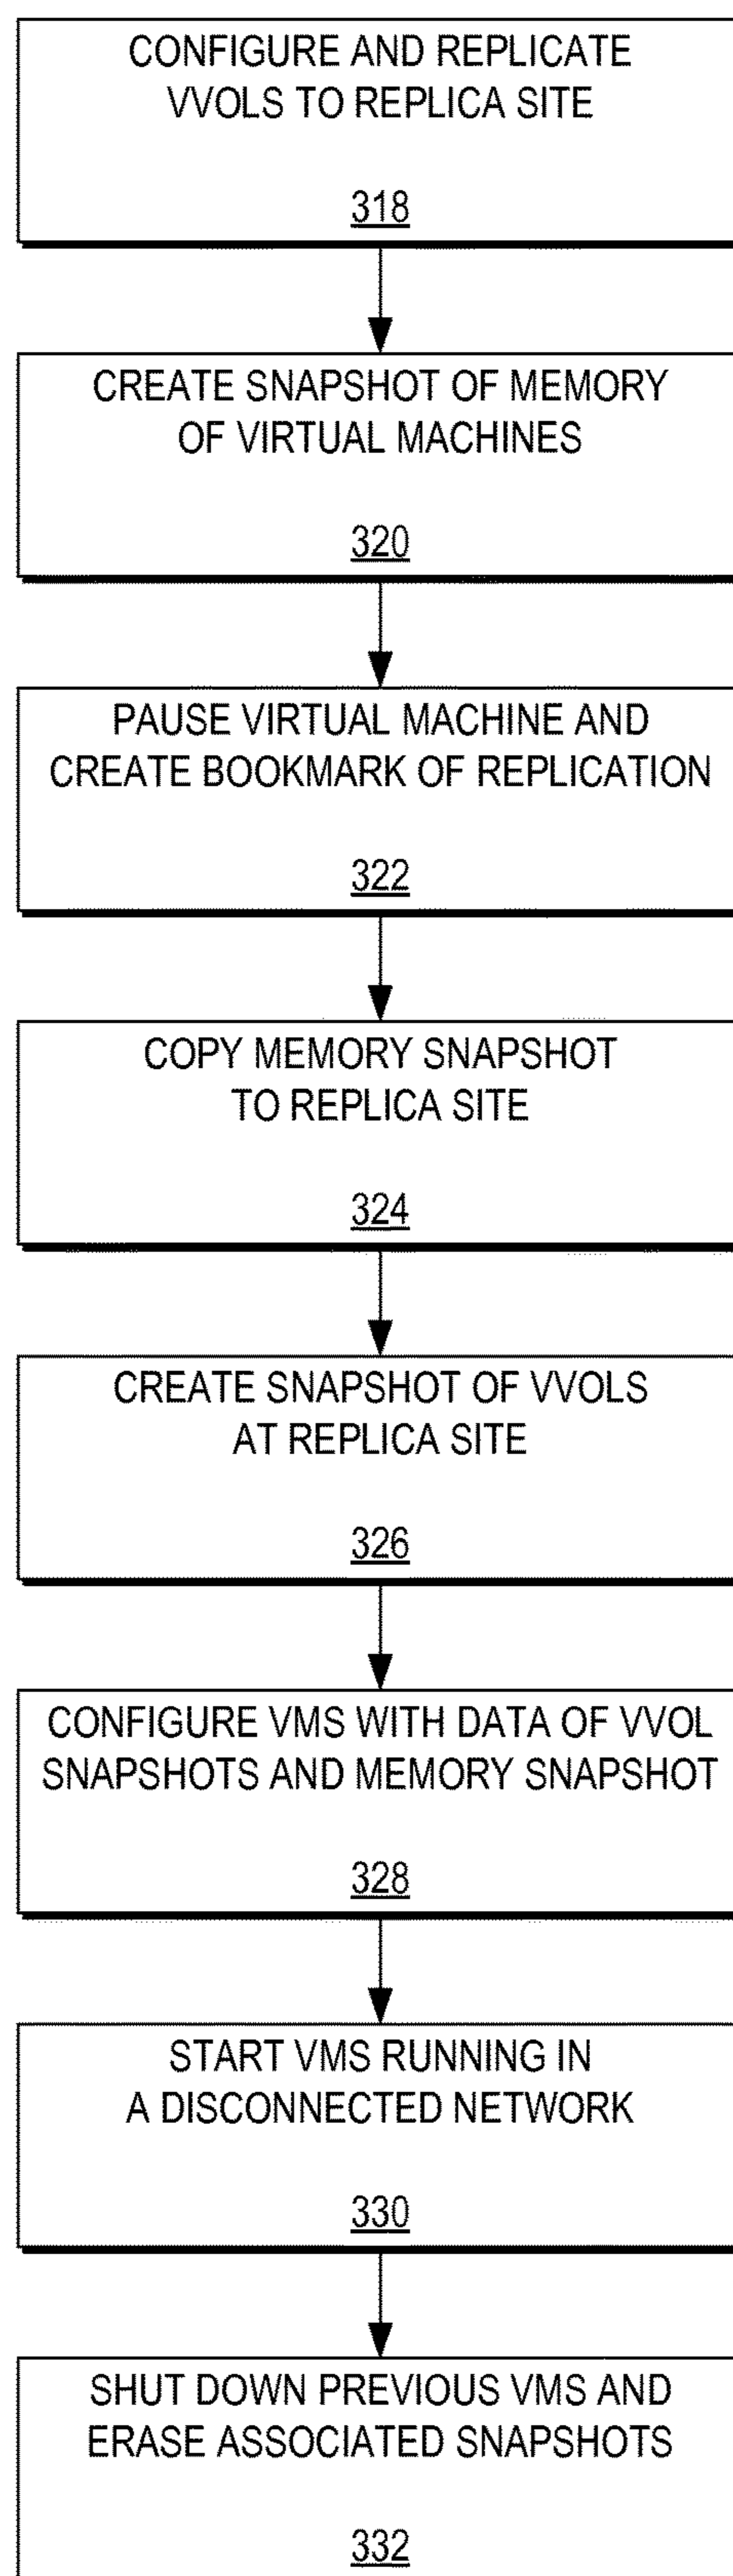 CONFIGURE AND REPLICATE
VVOLS TO REPLICA SITE
318
CREATE SNAPSHOT OF MEMORY
OF VIRTUAL MACHINES
320
PAUSE VIRTUAL MACHINE AND
CREATE BOOKMARK OF REPLICATION
322
COPY MEMORY SNAPSHOT
TO REPLICA SITE
324
CREATE SNAPSHOT OF VVOLS
AT REPLICA SITE
326
CONFIGURE VMS WITH DATA OF VVOL
SNAPSHOTS AND MEMORY SNAPSHOT
328
START VMS RUNNING IN
A DISCONNECTED NETWORK
330
SHUT DOWN PREVIOUS VMS AND
ERASE ASSOCIATED SNAPSHOTS
332